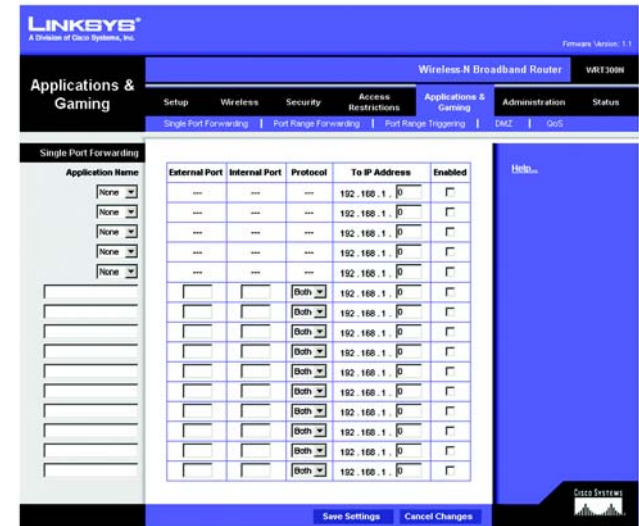 LINKSYS®
A Division of Cisco Systems, Inc.
Firmware Version: 1.1
Wireless-N Broadband Router WRT300N
Applications & Gaming
Setup Wireless Security Access Restrictions Applications & Gaming Administration Status
Single Port Forwarding | Port Range Forwarding | Port Range Triggering | DMZ | QoS
Single Port Forwarding
Application Name External Port Internal Port Protocol To IP Address Enabled
Help...
None --- --- --- 192.168.1. 0
None --- --- --- 192.168.1. 0
None --- --- --- 192.168.1. 0
None --- --- --- 192.168.1. 0
None --- --- --- 192.168.1. 0
Both 192.168.1. 0
Both 192.168.1. 0
Both 192.168.1. 0
Both 192.168.1. 0
Both 192.168.1. 0
Both 192.168.1. 0
Both 192.168.1. 0
Both 192.168.1. 0
Both 192.168.1. 0
Both 192.168.1. 0
Save Settings Cancel Changes
CISCO SYSTEMS